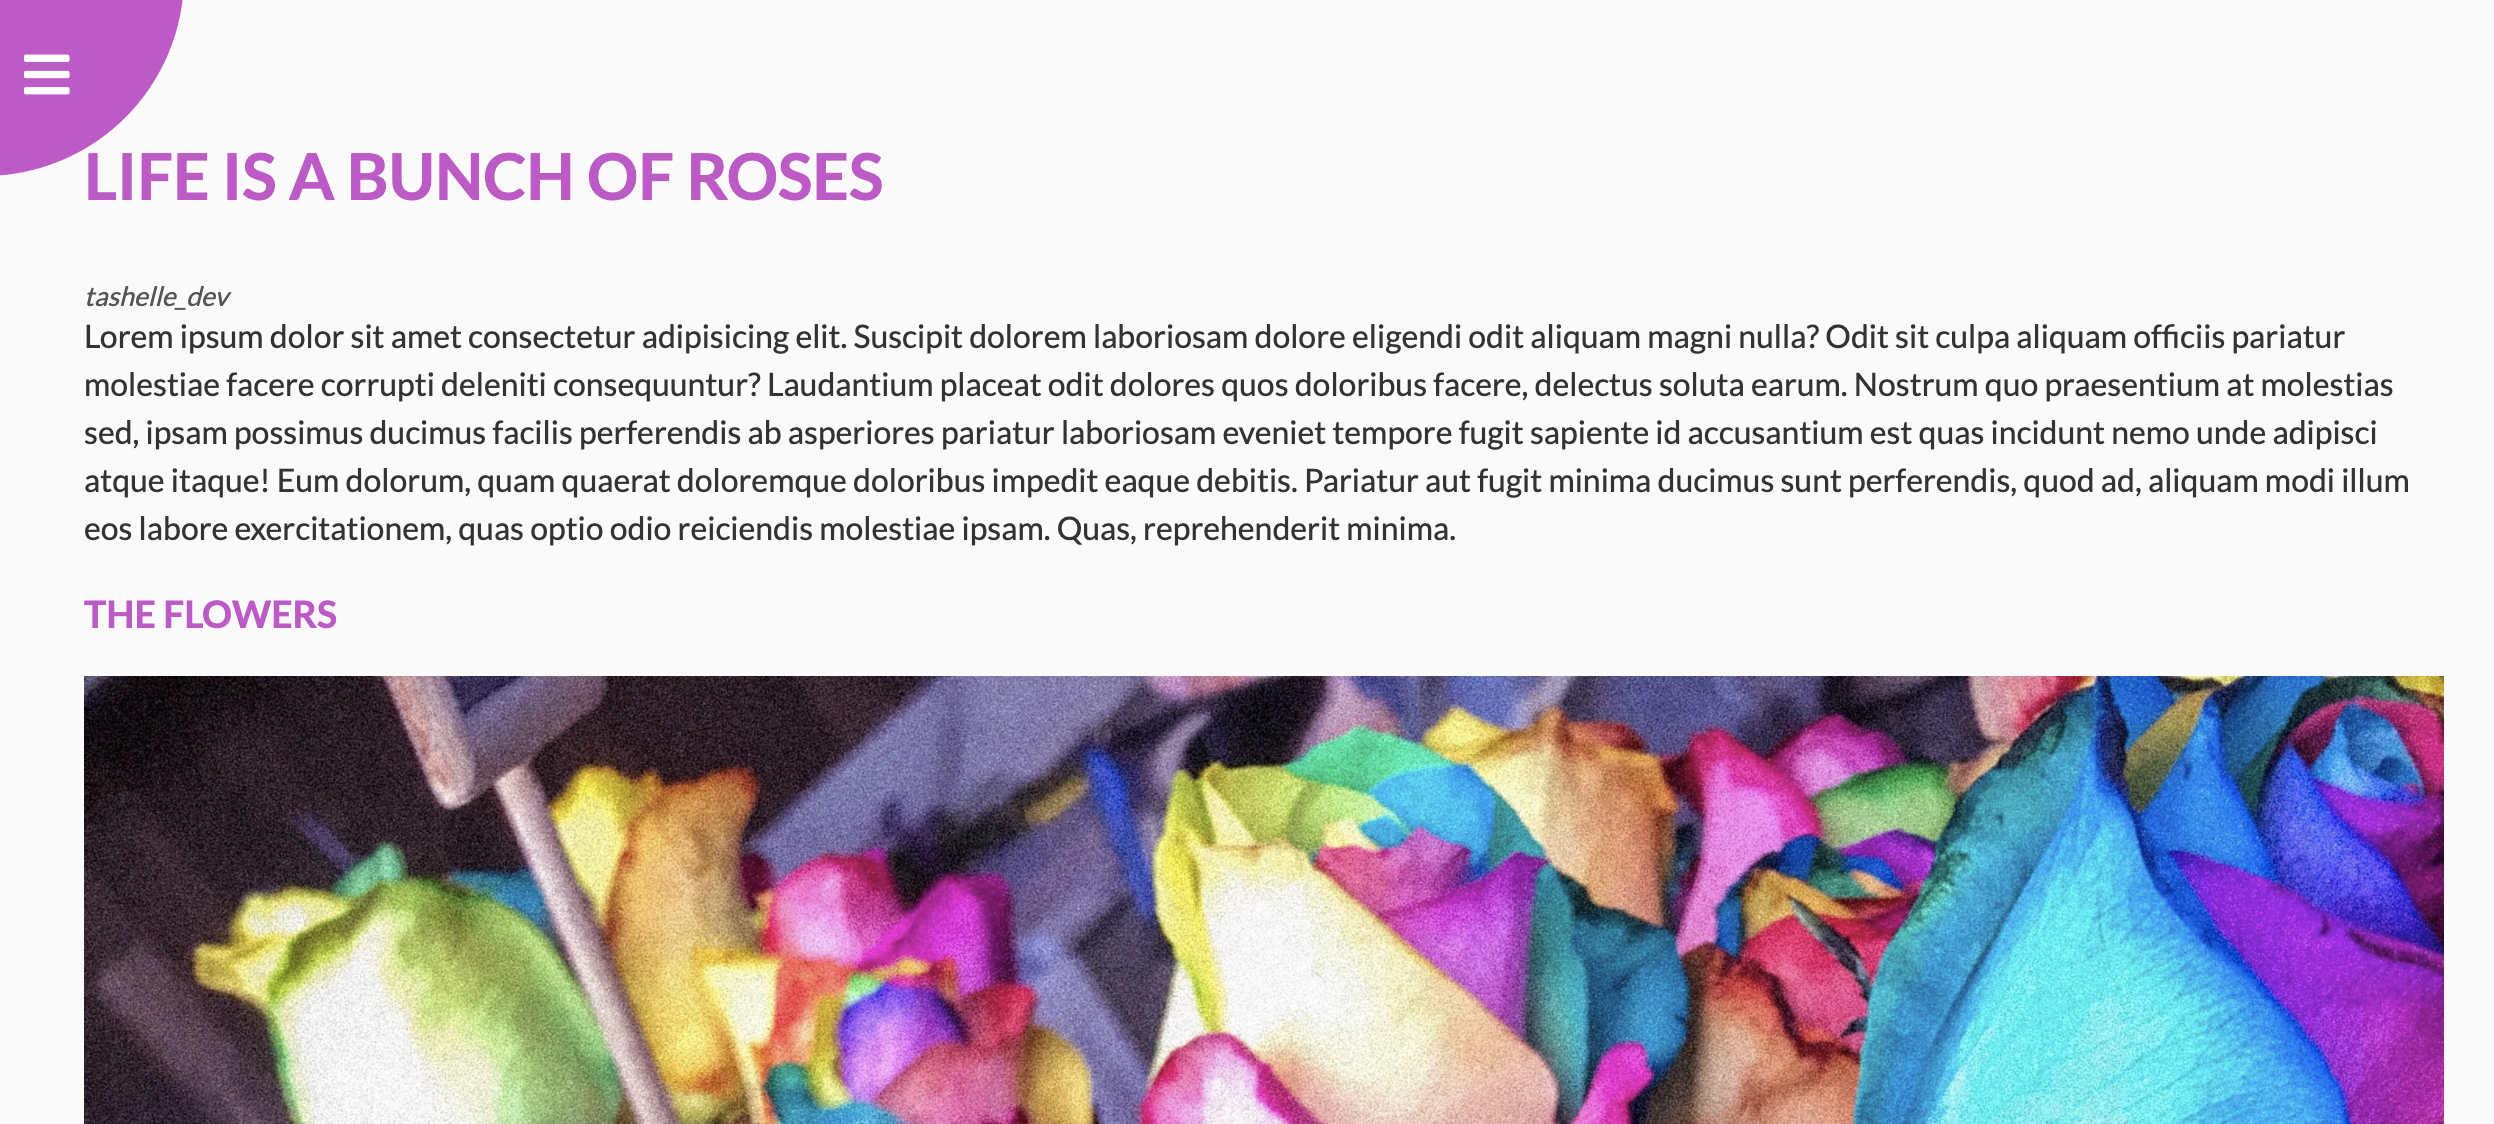 LIFE IS A BUNCH OF ROSES
tashelle_dev
Lorem ipsum dolor sit amet consectetur adipisicing elit. Suscipit dolorem laboriosam dolore eligendi odit aliquam magni nulla? Odit sit culpa aliquam officiis pariatur
molestiae facere corrupti deleniti consequuntur? Laudantium placeat odit dolores quos doloribus facere, delectus soluta earum. Nostrum quo praesentium at molestias
sed, ipsam possimus ducimus facilis perferendis ab asperiores pariatur laboriosam eveniet tempore fugit sapiente id accusantium est quas incidunt nemo unde adipisci
atque itaque! Eum dolorum, quam quaerat doloremque doloribus impedit eaque debitis. Pariatur aut fugit minima ducimus sunt perferendis, quod ad, aliquam modi illum
eos labore exercitationem, quas optio odio reiciendis molestiae ipsam. Quas, reprehenderit minima.
THE FLOWERS